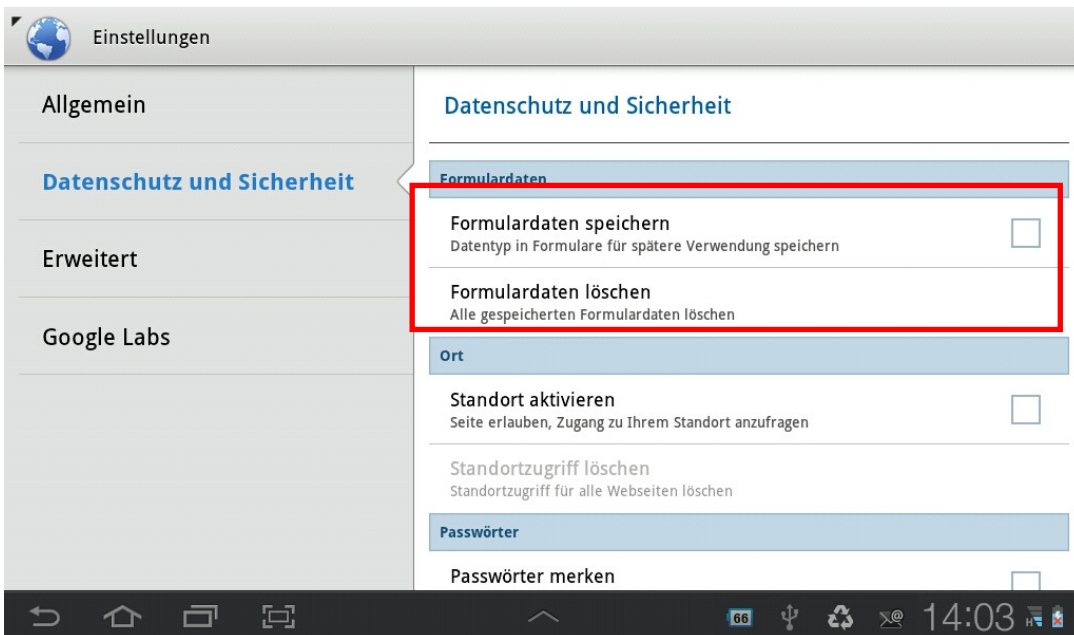 Einstellungen
Allgemein
Datenschutz und Sicherheit
Erweitert
Google Labs
Datenschutz und Sicherheit
Formulardaten
Formulardaten speichern
Datentyp in Formulare für spätere Verwendung speichern
Formulardaten löschen
Alle gespeicherten Formulardaten löschen
Ort
Standort aktivieren
Seite erlauben, Zugang zu Ihrem Standort anzufragen
Standortzugriff löschen
Standortzugriff für alle Webseiten löschen
Passwörter
Passwörter merken
66 @ 14:03 H